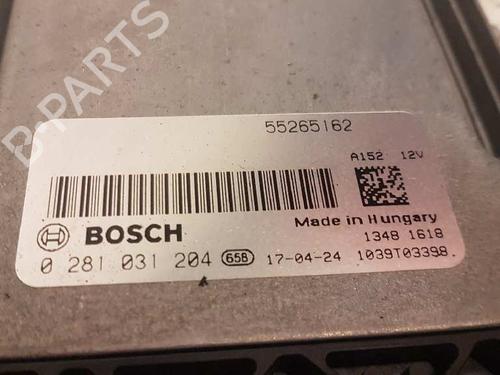 B-PARTS
55265162
A152 12V
Made in Hungary
BOSCH
1348 1618
0 281 031 204 658 17-04-24 1039T03398